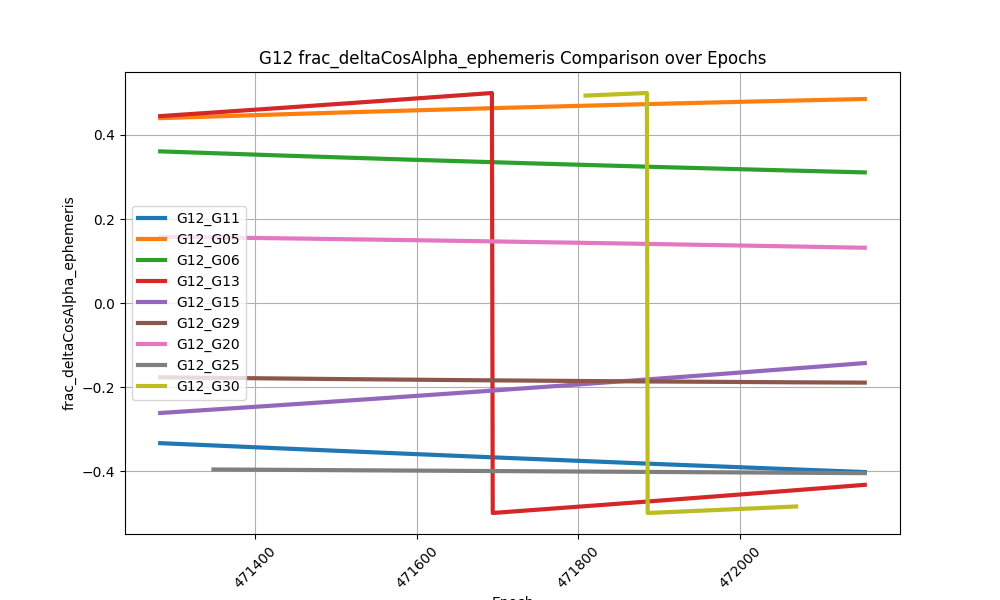 G12 frac_deltaCosAlpha_ephemeris Comparison over Epochs
frac_deltaCosAlpha_ephemeris
0.4
0.2
0.0
−0.2
−0.4
G12_G11
G12_G05
G12_G06
G12_G13
G12_G15
G12_G29
G12_G20
G12_G25
G12_G30
471400
471600
471800
472000
Epoch